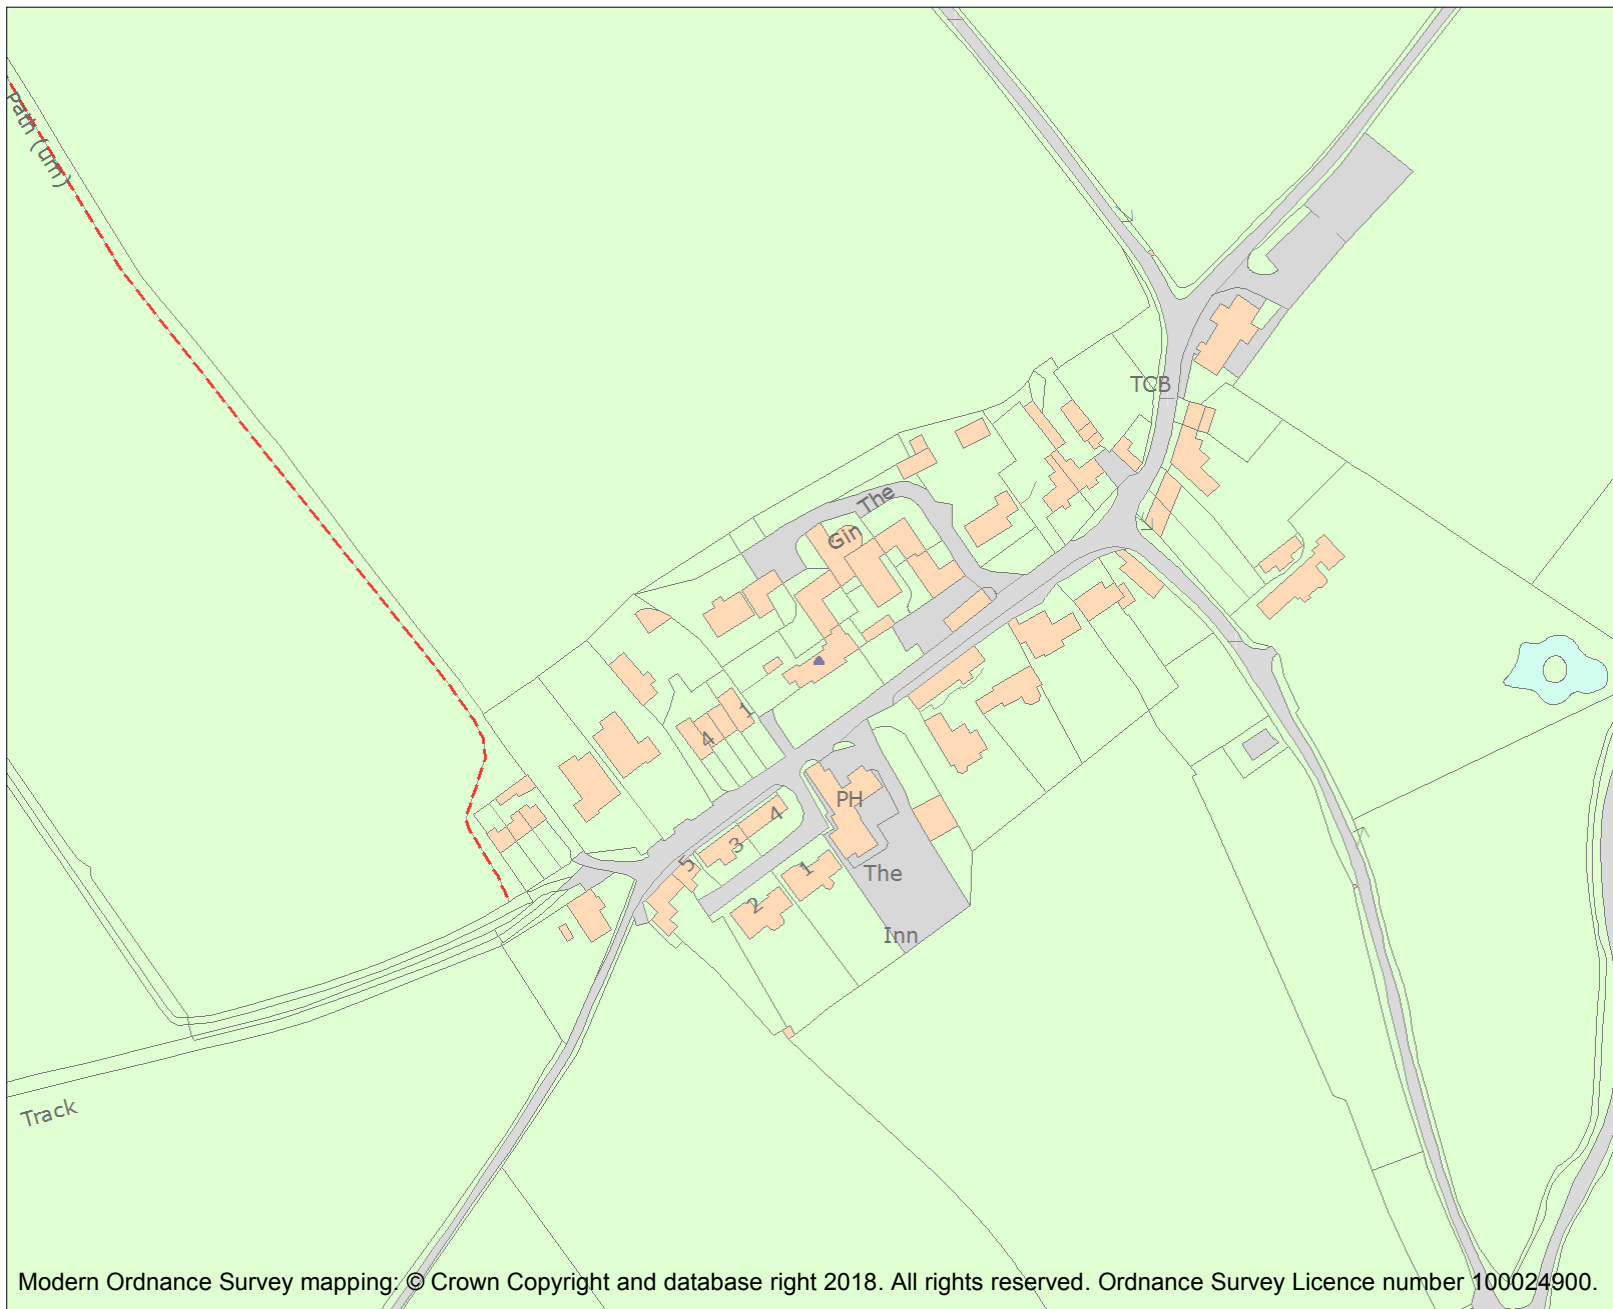 Path (um)
TCB
The
Gin
1
4
PH
4
3
5
The
1
2
Inn
Track
Modern Ordnance Survey mapping: © Crown Copyright and database right 2018. All rights reserved. Ordnance Survey Licence number 100024900.